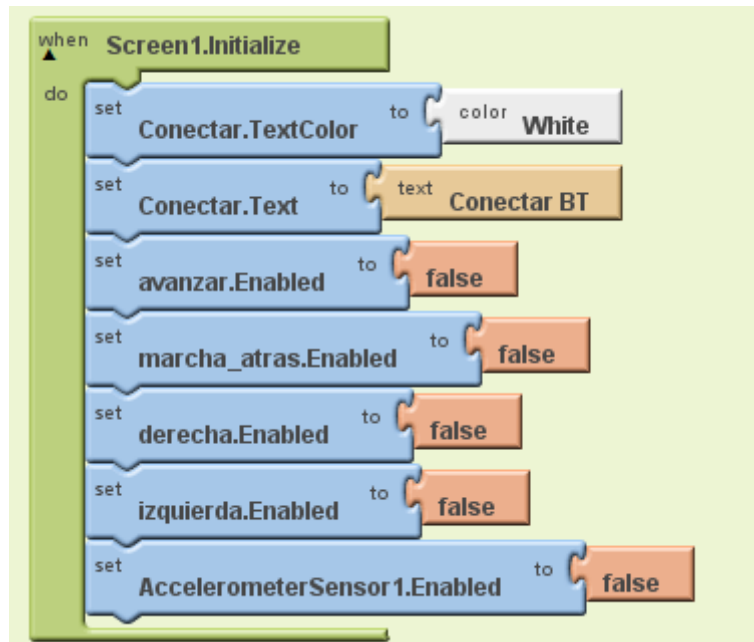 when Screen1.Initialize
do
set Conectar.TextColor to color White
set Conectar.Text to text Conectar BT
set avanzar.Enabled to false
set marcha_atras.Enabled to false
set derecha.Enabled to false
set izquierda.Enabled to false
set AccelerometerSensor1.Enabled to false